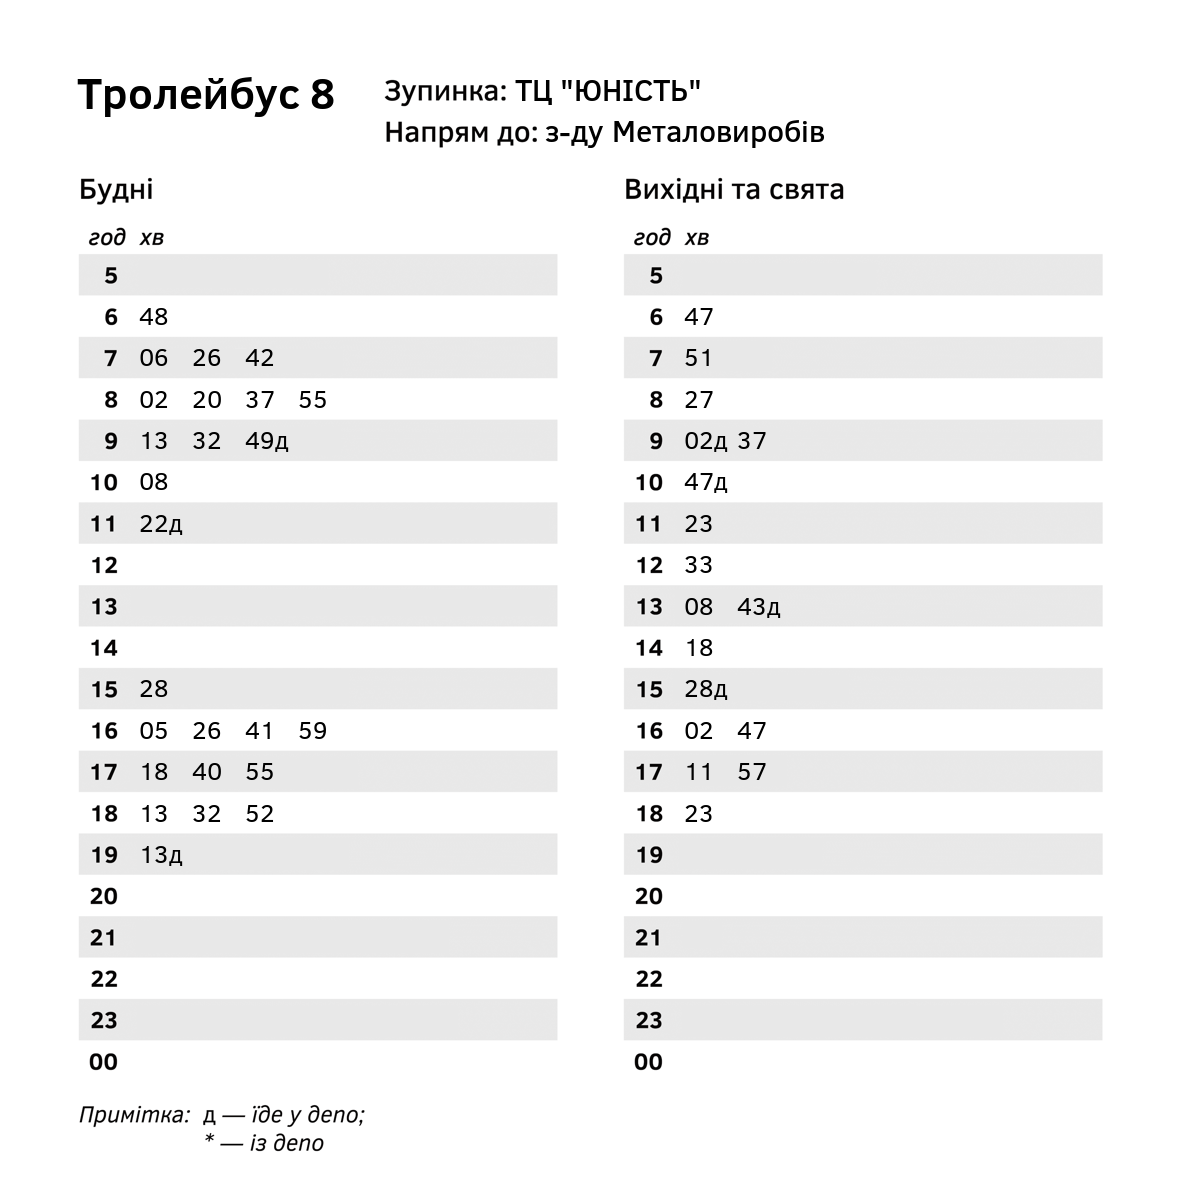 Тролейбус 8
Зупинка: ТЦ "ЮНІСТЬ"
Напрям до: з-ду Металовиробів
Будні
год хв
5
6 48
7 06 26 42
8 02 20 37 55
9 13 32 49д
10 08
11 22д
12
13
14
15 28
16 05 26 41 59
17 18 40 55
18 13 32 52
19 13д
20
21
22
23
00
Вихідні та свята
год хв
5
6 47
7 51
8 27
9 02д 37
10 47д
11 23
12 33
13 08 43д
14 18
15 28д
16 02 47
17 11 57
18 23
19
20
21
22
23
00
Примітка: д — їде у депо;
* — із депо